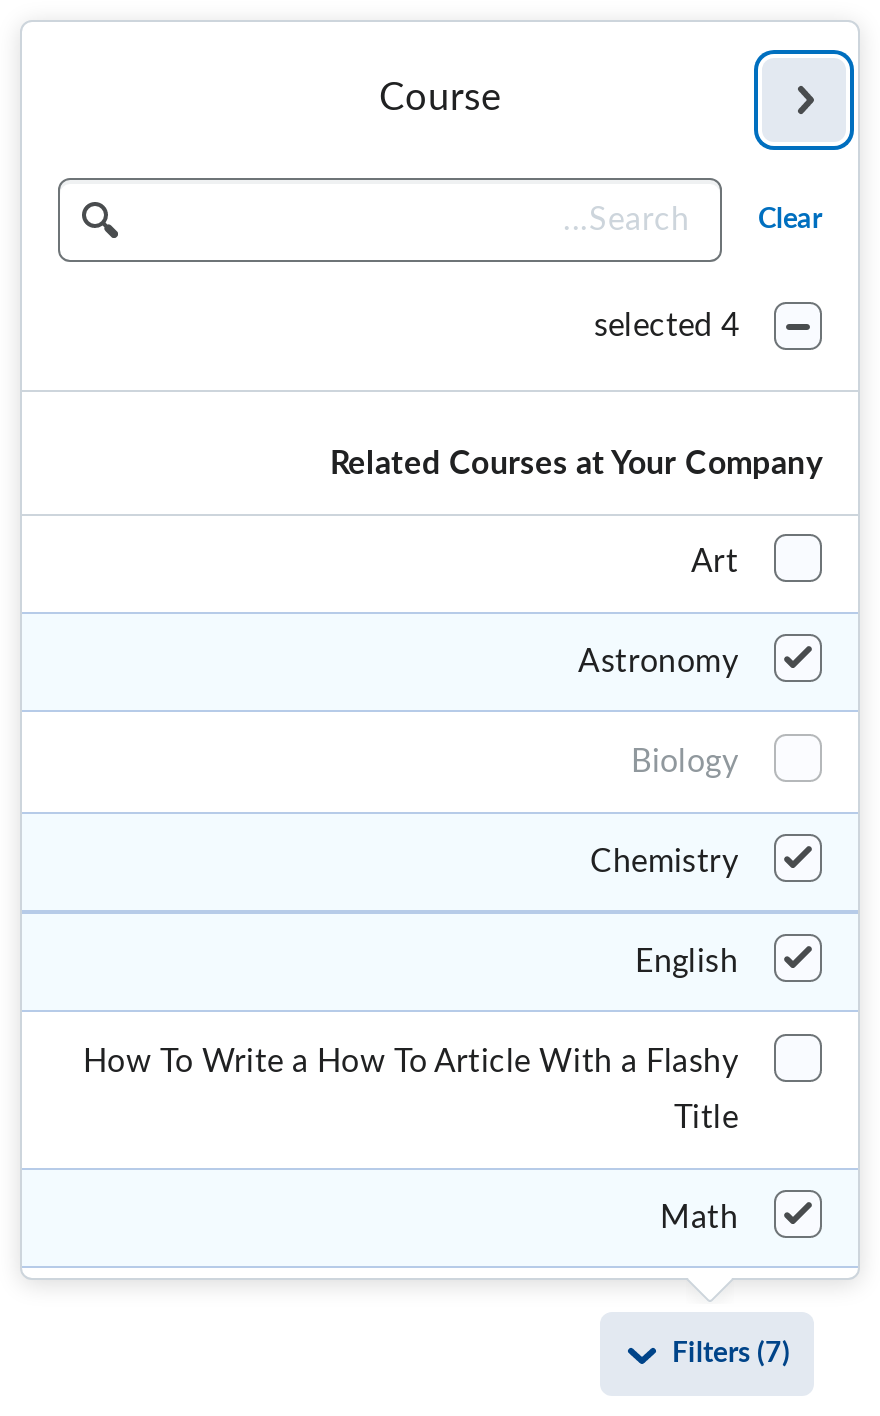 Course
...Search
Clear
selected 4
Related Courses at Your Company
Art
Astronomy
Biology
Chemistry
English
How To Write a How To Article With a Flashy
Title
Math
Filters (7)